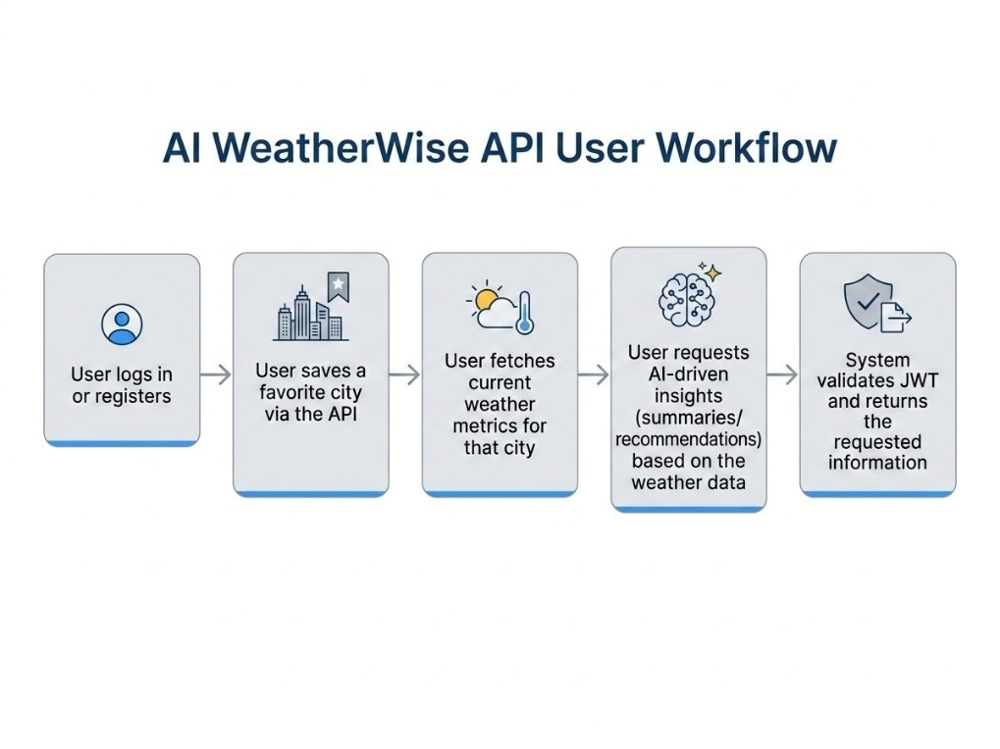 AI WeatherWise API User Workflow
User logs in
or registers
User saves a
favorite city
via the API
User fetches
current
weather
metrics for
that city
User requests
AI-driven
insights
(summaries/
recommendations)
based on the
weather data
System
validates JWT
and returns
the
requested
information